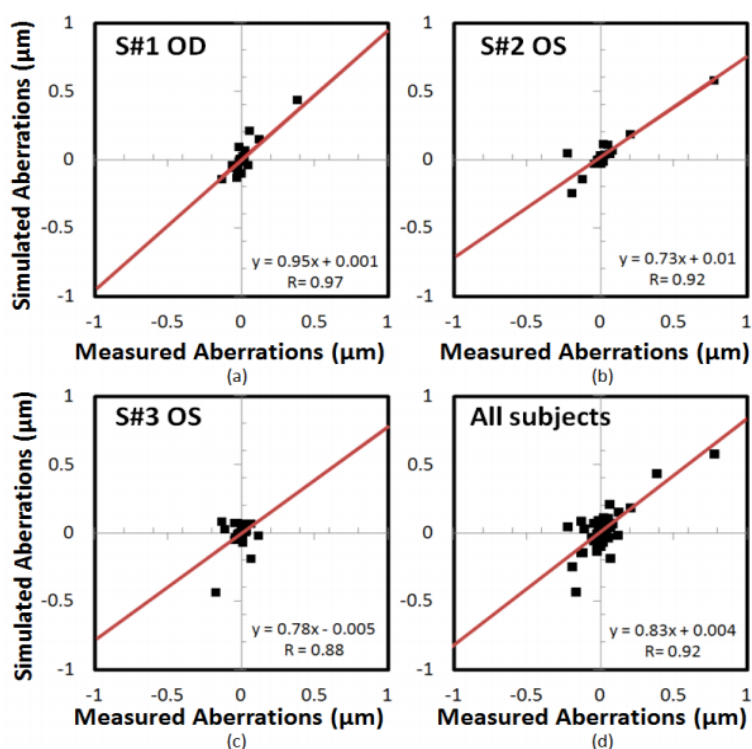 Simulated Aberrations (µm)
1
0.5
0
-0.5
-1
S#1 OD
y = 0.95x + 0.001
R= 0.97
-1 -0.5 0 0.5 1
Measured Aberrations (µm)
(a)
1
0.5
0
-0.5
-1
S#2 OS
y = 0.73x + 0.01
R= 0.92
-1 -0.5 0 0.5 1
Measured Aberrations (µm)
(b)
Simulated Aberrations (µm)
1
0.5
0
-0.5
-1
S#3 OS
y = 0.78x - 0.005
R = 0.88
-1 -0.5 0 0.5 1
Measured Aberrations (µm)
(c)
1
0.5
0
-0.5
-1
All subjects
y = 0.83x + 0.004
R= 0.92
-1 -0.5 0 0.5 1
Measured Aberrations (µm)
(d)